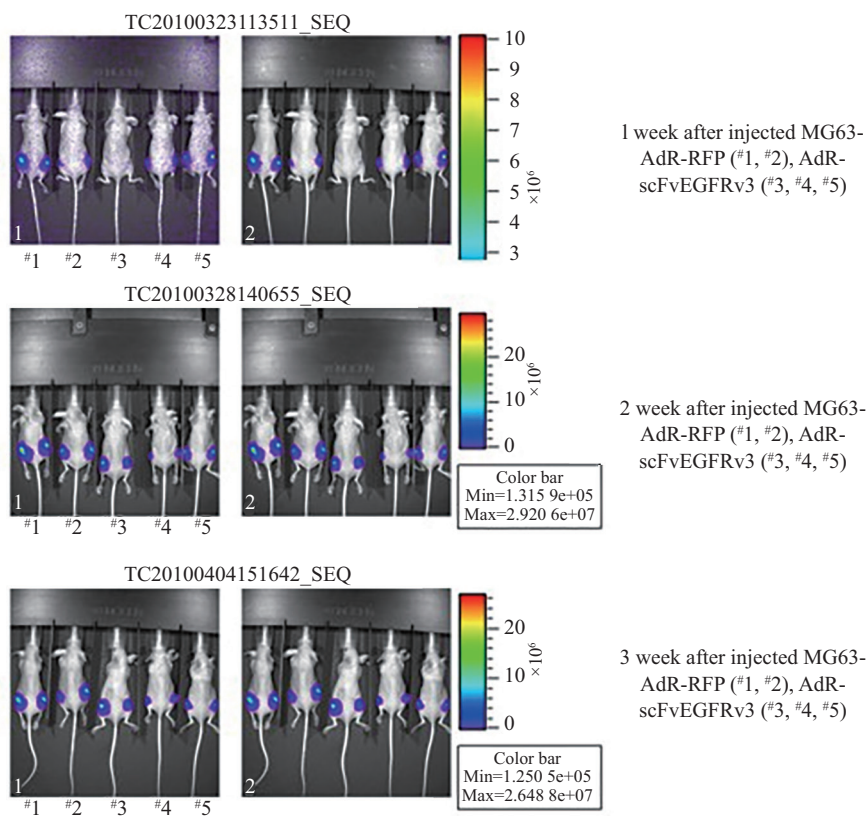 TC20100323113511_SEQ
10
9
8
7
6
5
4
3
×10⁶
1
2
#1 #2 #3 #4 #5
1 week after injected MG63-
AdR-RFP (#1, #2), AdR-
scFvEGFRv3 (#3, #4, #5)
TC20100328140655_SEQ
20
10
0
×10⁶
1
2
#1 #2 #3 #4 #5
Color bar
Min=1.315 9e+05
Max=2.920 6e+07
2 week after injected MG63-
AdR-RFP (#1, #2), AdR-
scFvEGFRv3 (#3, #4, #5)
TC20100404151642_SEQ
20
10
0
×10⁶
1
2
#1 #2 #3 #4 #5
Color bar
Min=1.250 5e+05
Max=2.648 8e+07
3 week after injected MG63-
AdR-RFP (#1, #2), AdR-
scFvEGFRv3 (#3, #4, #5)